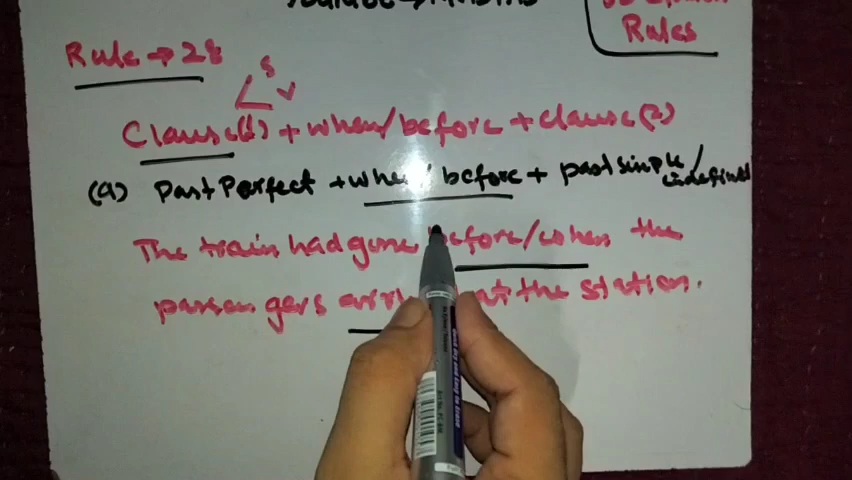 Rules
Rule → 2:
S
V
Clause(1) + when/before + clause(2)
(a) Past Perfect + when/before + past simple/
indefinite
The train had gone before/when the
passengers at the station.